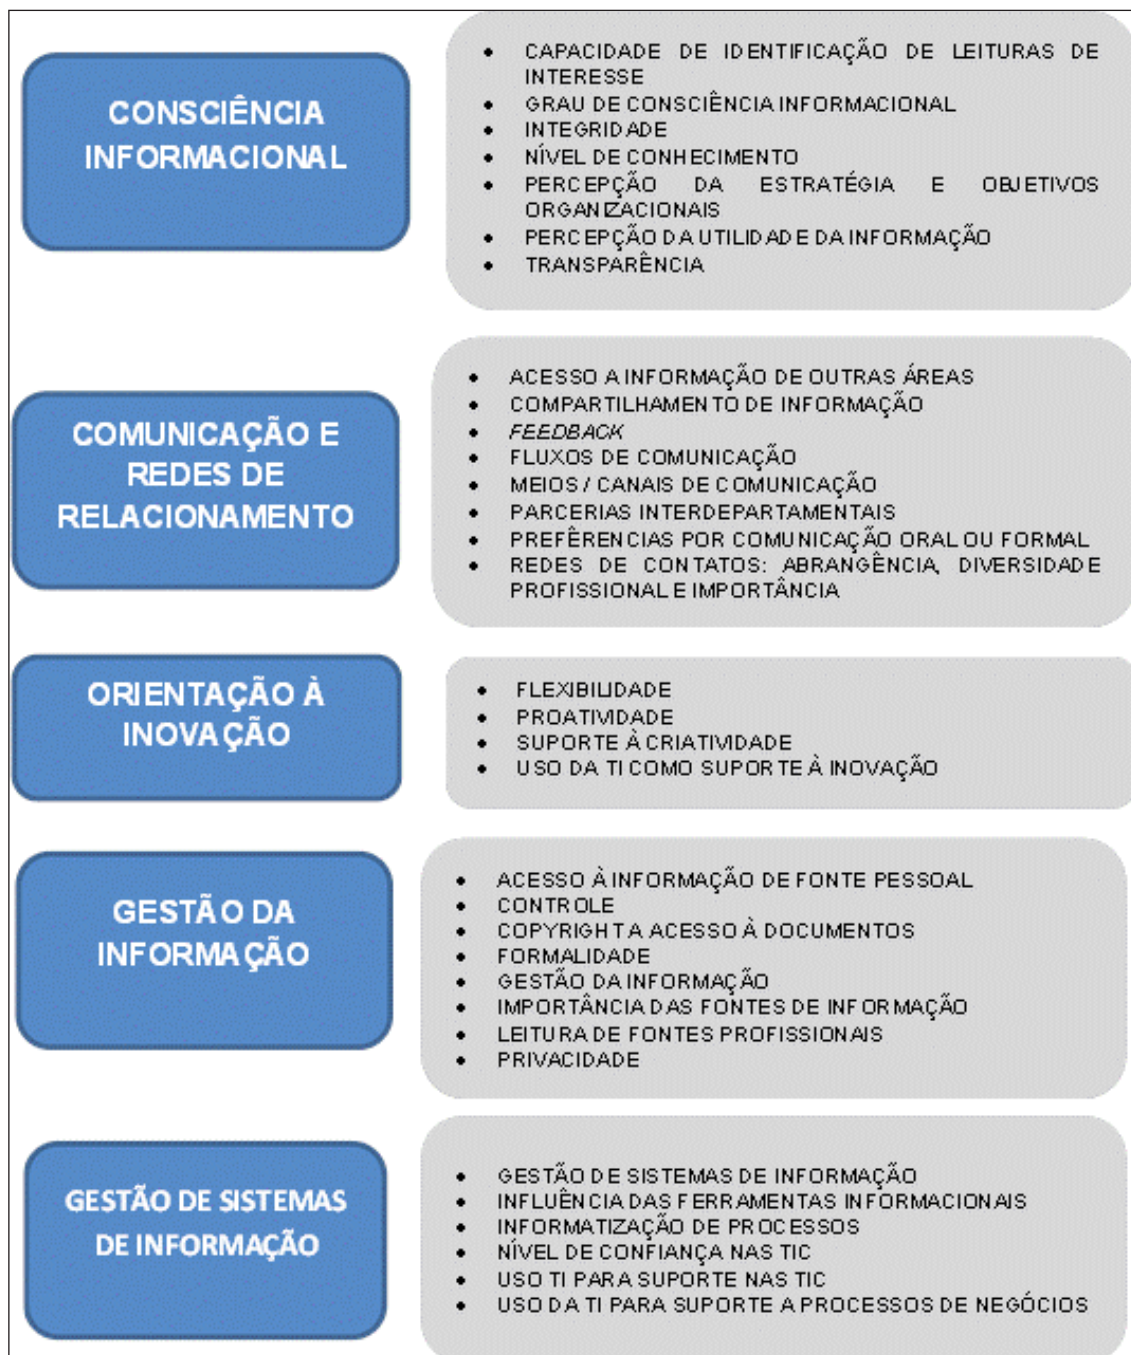 CONSCIÊNCIA
INFORMACIONAL
• CAPACIDADE DE IDENTIFICAÇÃO DE LEITURAS DE
INTERESSE
• GRAU DE CONSCIÊNCIA INFORMACIONAL
• INTEGRIDADE
• NÍVEL DE CONHECIMENTO
• PERCEPÇÃO DA ESTRATÉGIA E OBJETIVOS
ORGANIZACIONAIS
• PERCEPÇÃO DA UTILIDADE DA INFORMAÇÃO
• TRANSPARÊNCIA
COMUNICAÇÃO E
REDES DE
RELACIONAMENTO
• ACESSO A INFORMAÇÃO DE OUTRAS ÁREAS
• COMPARTILHAMENTO DE INFORMAÇÃO
• FEEDBACK
• FLUXOS DE COMUNICAÇÃO
• MEIOS / CANAIS DE COMUNICAÇÃO
• PARCERIAS INTERDEPARTAMENTAIS
• PREFÊRENCIAS POR COMUNICAÇÃO ORAL OU FORMAL
• REDES DE CONTATOS: ABRANGÊNCIA, DIVERSIDADE
PROFISSIONAL E IMPORTÂNCIA
ORIENTAÇÃO À
INOVAÇÃO
• FLEXIBILIDADE
• PROATIVIDADE
• SUPORTE À CRIATIVIDADE
• USO DA TI COMO SUPORTE À INOVAÇÃO
GESTÃO DA
INFORMAÇÃO
• ACESSO À INFORMAÇÃO DE FONTE PESSOAL
• CONTROLE
• COPYRIGHT A ACESSO À DOCUMENTOS
• FORMALIDADE
• GESTÃO DA INFORMAÇÃO
• IMPORTÂNCIA DAS FONTES DE INFORMAÇÃO
• LEITURA DE FONTES PROFISSIONAIS
• PRIVACIDADE
GESTÃO DE SISTEMAS
DE INFORMAÇÃO
• GESTÃO DE SISTEMAS DE INFORMAÇÃO
• INFLUÊNCIA DAS FERRAMENTAS INFORMACIONAIS
• INFORMATIZAÇÃO DE PROCESSOS
• NÍVEL DE CONFIANÇA NAS TIC
• USO TI PARA SUPORTE NAS TIC
• USO DA TI PARA SUPORTE A PROCESSOS DE NEGÓCIOS